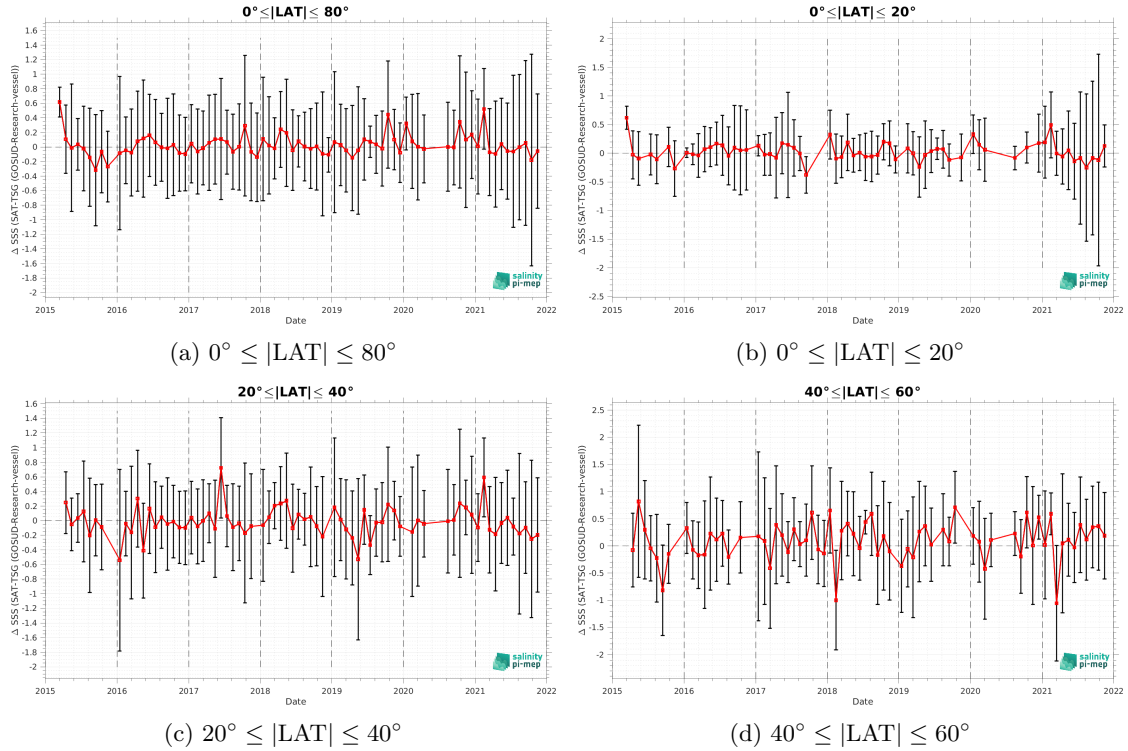 0°≤|LAT|≤ 80°
Δ SSS (SAT-TSG (GOSUD-Research-vessel))
1.6
1.4
1.2
1
0.8
0.6
0.4
0.2
0
-0.2
-0.4
-0.6
-0.8
-1
-1.2
-1.4
-1.6
-1.8
-2
salinity
pi-mep
2015 2016 2017 2018 2019 2020 2021 2022
Date
(a) 0° ≤ |LAT| ≤ 80°
0°≤|LAT|≤ 20°
Δ SSS (SAT-TSG (GOSUD-Research-vessel))
2
1.5
1
0.5
0
-0.5
-1
-1.5
-2
-2.5
salinity
pi-mep
2015 2016 2017 2018 2019 2020 2021 2022
Date
(b) 0° ≤ |LAT| ≤ 20°
20°≤|LAT|≤ 40°
Δ SSS (SAT-TSG (GOSUD-Research-vessel))
1.6
1.4
1.2
1
0.8
0.6
0.4
0.2
0
-0.2
-0.4
-0.6
-0.8
-1
-1.2
-1.4
-1.6
-1.8
-2
salinity
pi-mep
2015 2016 2017 2018 2019 2020 2021 2022
Date
(c) 20° ≤ |LAT| ≤ 40°
40°≤|LAT|≤ 60°
Δ SSS (SAT-TSG (GOSUD-Research-vessel))
2.5
2
1.5
1
0.5
0
-0.5
-1
-1.5
-2
salinity
pi-mep
2015 2016 2017 2018 2019 2020 2021 2022
Date
(d) 40° ≤ |LAT| ≤ 60°